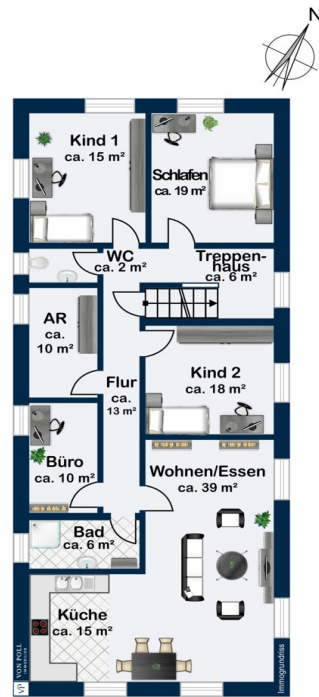 N
Kind 1
ca. 15 m²
Schlafen
ca. 19 m²
WC
ca. 2 m²
Treppen-
haus
ca. 6 m²
AR
ca.
10 m²
Flur
ca.
13 m²
Kind 2
ca. 18 m²
Büro
ca. 10 m²
Wohnen/Essen
ca. 39 m²
Bad
ca. 6 m²
Küche
ca. 15 m²
VP VON POLL
IMMOBILIEN
Immogrundriss